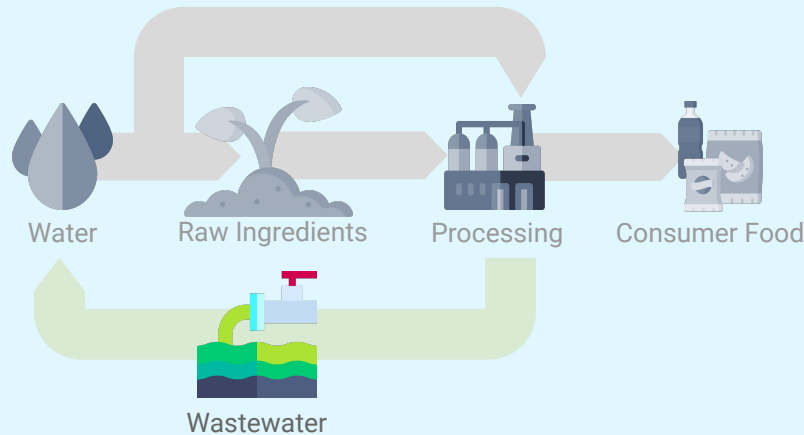 Water
Raw Ingredients
Processing
Consumer Food
Wastewater